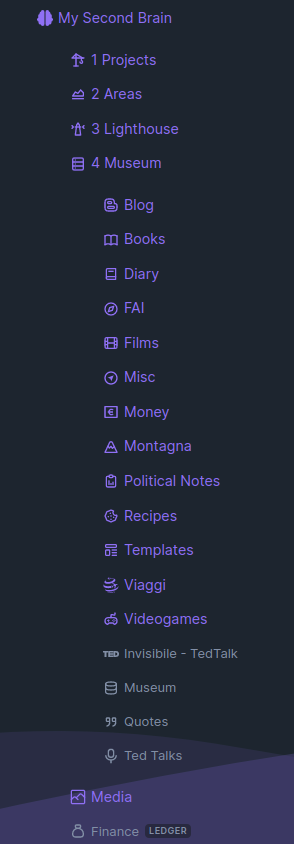 My Second Brain
1 Projects
2 Areas
3 Lighthouse
4 Museum
Blog
Books
Diary
FAI
Films
Misc
Money
Montagna
Political Notes
Recipes
Templates
Viaggi
Videogames
TED Invisibile - TedTalk
Museum
Quotes
Ted Talks
Media
Finance LEDGER